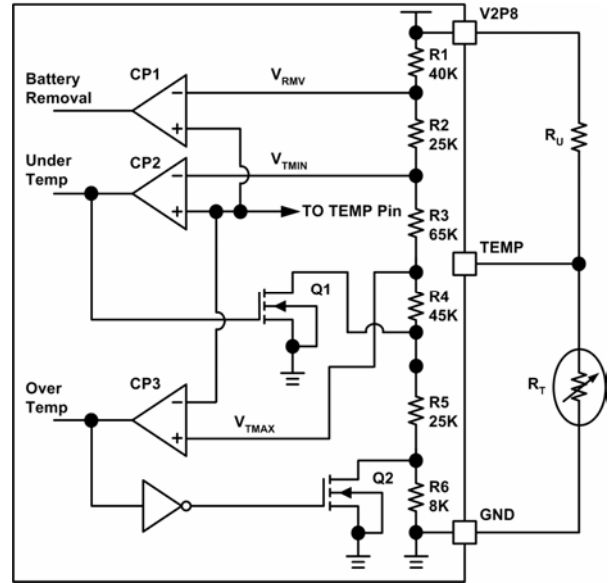 V2P8
R1
40K
Battery
Removal
CP1
V_RMV
R2
25K
R_U
Under
Temp
CP2
V_TMIN
TO TEMP Pin
R3
65K
TEMP
Q1
R4
45K
Over
Temp
CP3
V_TMAX
R5
25K
R_T
Q2
R6
8K
GND